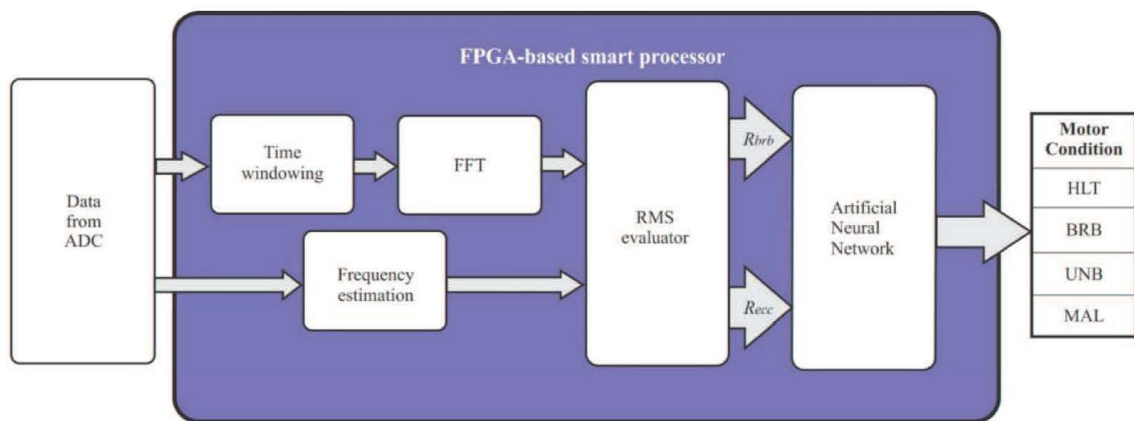 FPGA-based smart processor
Data
from
ADC
Time
windowing
FFT
Frequency
estimation
RMS
evaluator
Rbrb
Recc
Artificial
Neural
Network
Motor
Condition
HLT
BRB
UNB
MAL